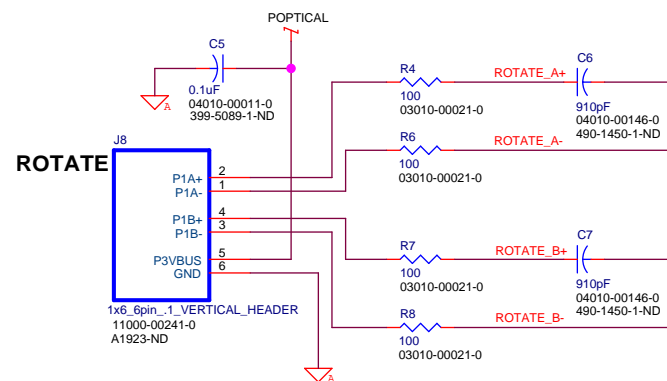 POPTICAL
C5
0.1uF
04010-00011-0
399-5089-1-ND
A
R4
100
03010-00021-0
ROTATE_A+
C6
910pF
04010-00146-0
490-1450-1-ND
R6
100
03010-00021-0
ROTATE_A-
J8
ROTATE
P1A+ 2
P1A- 1
P1B+ 4
P1B- 3
P3VBUS 5
GND 6
1x6_6pin_.1_VERTICAL_HEADER
11000-00241-0
A1923-ND
R7
100
03010-00021-0
ROTATE_B+
C7
910pF
04010-00146-0
490-1450-1-ND
R8
100
03010-00021-0
ROTATE_B-
A